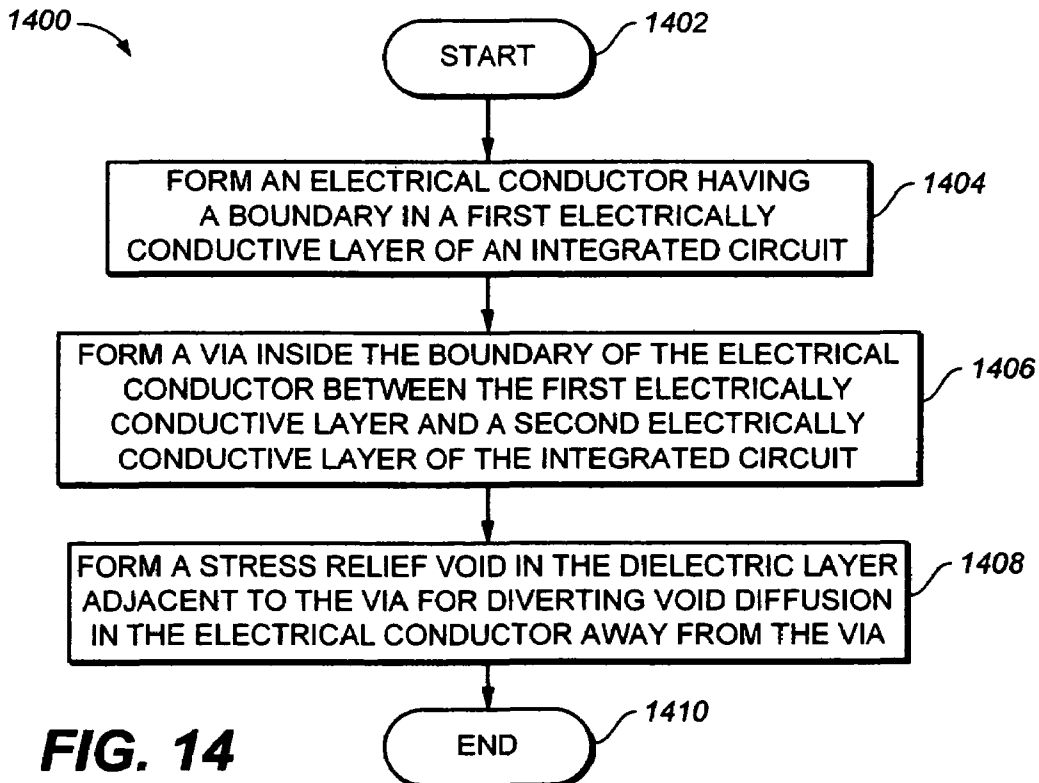 1400
1402
START
FORM AN ELECTRICAL CONDUCTOR HAVING
A BOUNDARY IN A FIRST ELECTRICALLY
CONDUCTIVE LAYER OF AN INTEGRATED CIRCUIT
1404
FORM A VIA INSIDE THE BOUNDARY OF THE ELECTRICAL
CONDUCTOR BETWEEN THE FIRST ELECTRICALLY
CONDUCTIVE LAYER AND A SECOND ELECTRICALLY
CONDUCTIVE LAYER OF THE INTEGRATED CIRCUIT
1406
FORM A STRESS RELIEF VOID IN THE DIELECTRIC LAYER
ADJACENT TO THE VIA FOR DIVERTING VOID DIFFUSION
IN THE ELECTRICAL CONDUCTOR AWAY FROM THE VIA
1408
END
1410
FIG. 14